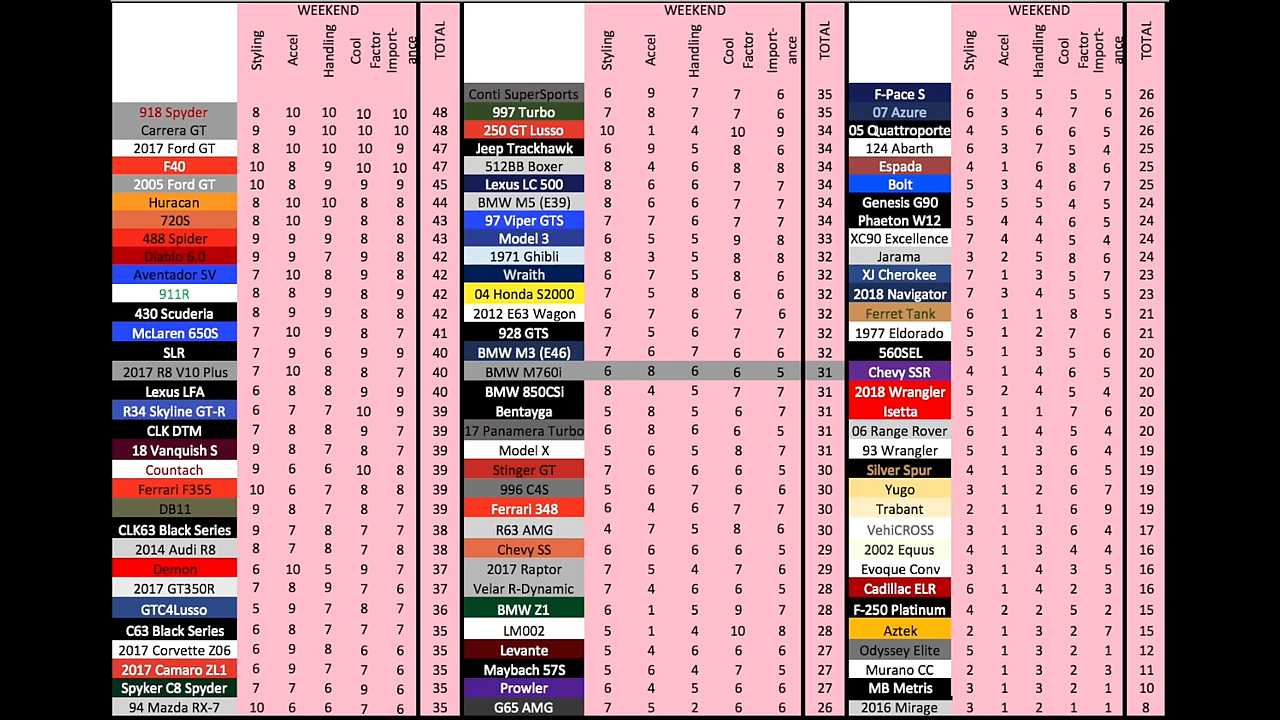 WEEKEND WEEKEND WEEKEND
Styling Accel Handling Cool Factor Import-ance TOTAL Styling Accel Handling Cool Factor Import-ance TOTAL Styling Accel Handling Cool Factor Import-ance TOTAL
Conti SuperSports 6 9 7 7 6 35 F-Pace S 6 5 5 5 5 26
918 Spyder 8 10 10 10 10 48 997 Turbo 7 8 7 7 6 35 07 Azure 6 3 4 7 6 26
Carrera GT 9 9 10 10 10 48 250 GT Lusso 10 1 4 10 9 34 05 Quattroporte 4 5 6 6 5 26
2017 Ford GT 8 10 10 10 9 47 Jeep Trackhawk 6 9 5 8 6 34 124 Abarth 6 3 7 5 4 25
F40 10 8 9 10 10 47 512BB Boxer 8 4 6 8 8 34 Espada 4 1 6 8 6 25
2005 Ford GT 10 8 9 9 9 45 Lexus LC 500 8 6 6 7 7 34 Bolt 5 3 4 6 7 25
Huracan 8 10 10 8 8 44 BMW M5 (E39) 8 6 6 7 7 34 Genesis G90 5 5 5 4 5 24
720S 8 10 9 8 8 43 97 Viper GTS 7 7 6 7 7 34 Phaeton W12 5 4 4 6 5 24
488 Spider 9 9 9 8 8 43 Model 3 6 5 5 9 8 33 XC90 Excellence 7 4 4 5 4 24
Diablo 6.0 9 9 7 9 8 42 1971 Ghibli 8 3 5 8 8 32 Jarama 3 2 5 8 6 24
Aventador SV 7 10 8 9 8 42 Wraith 6 7 5 8 6 32 XJ Cherokee 7 1 3 5 7 23
911R 8 8 9 8 9 42 04 Honda S2000 7 5 8 6 6 32 2018 Navigator 7 3 4 5 5 23
430 Scuderia 8 9 9 8 8 42 2012 E63 Wagon 6 7 6 6 7 32 Ferret Tank 6 1 1 8 5 21
McLaren 650S 7 10 9 8 7 41 928 GTS 7 5 6 7 7 32 1977 Eldorado 5 1 2 7 6 21
SLR 7 9 6 9 9 40 BMW M3 (E46) 7 6 7 6 6 32 560SEL 5 1 3 6 5 20
2017 R8 V10 Plus 7 10 8 8 7 40 BMW M760i 6 8 6 6 5 31 Chevy SSR 4 1 4 6 5 20
Lexus LFA 6 8 8 9 9 40 BMW 850CSi 8 4 5 7 7 31 2018 Wrangler 5 2 2 5 4 20
R34 Skyline GT-R 6 7 7 10 9 39 Bentayga 5 8 5 6 7 31 Isetta 5 1 1 7 6 20
CLK DTM 7 8 8 9 7 39 17 Panamera Turbo 6 8 6 6 5 31 06 Range Rover 6 1 4 5 4 20
18 Vanquish S 9 8 7 8 7 39 Model X 5 6 5 8 7 31 93 Wrangler 5 1 3 6 4 19
Countach 9 6 6 10 8 39 Stinger GT 7 6 6 6 5 30 Silver Spur 4 1 3 6 5 19
Ferrari F355 10 6 7 8 8 39 996 C4S 5 6 7 6 6 30 Yugo 3 1 2 6 7 19
DB11 9 8 7 8 7 39 Ferrari 348 6 4 6 7 7 30 Trabant 2 1 1 6 9 19
CLK63 Black Series 9 7 8 7 7 38 R63 AMG 4 7 5 8 6 30 VehiCROSS 3 1 3 6 4 17
2014 Audi R8 8 7 8 7 8 38 Chevy SS 6 6 6 6 5 29 2002 Equus 4 1 3 4 4 16
Demon 6 10 5 9 7 37 2017 Raptor 7 5 4 7 6 29 Evoque Conv 4 1 4 3 5 16
2017 GT350R 7 8 9 7 6 37 Velar R-Dynamic 7 4 6 6 5 28 Cadillac ELR 6 1 4 2 3 16
GTC4Lusso 5 9 7 8 7 36 BMW Z1 6 1 5 9 7 28 F-250 Platinum 4 2 2 5 2 15
C63 Black Series 6 8 7 7 7 35 LM002 5 1 4 10 8 28 Aztek 2 1 3 2 7 15
2017 Corvette Z06 6 9 8 6 6 35 Levante 5 5 6 6 5 27 Odyssey Elite 5 1 3 2 1 12
2017 Camaro ZL1 6 9 7 7 6 35 Maybach 57S 5 6 4 7 5 27 Murano CC 2 1 3 2 3 11
Spyker C8 Spyder 7 7 6 9 6 35 Prowler 6 4 5 6 6 27 MB Metris 3 1 3 2 1 10
94 Mazda RX-7 10 6 6 7 6 35 G65 AMG 7 5 2 6 6 26 2016 Mirage 3 1 2 1 1 8